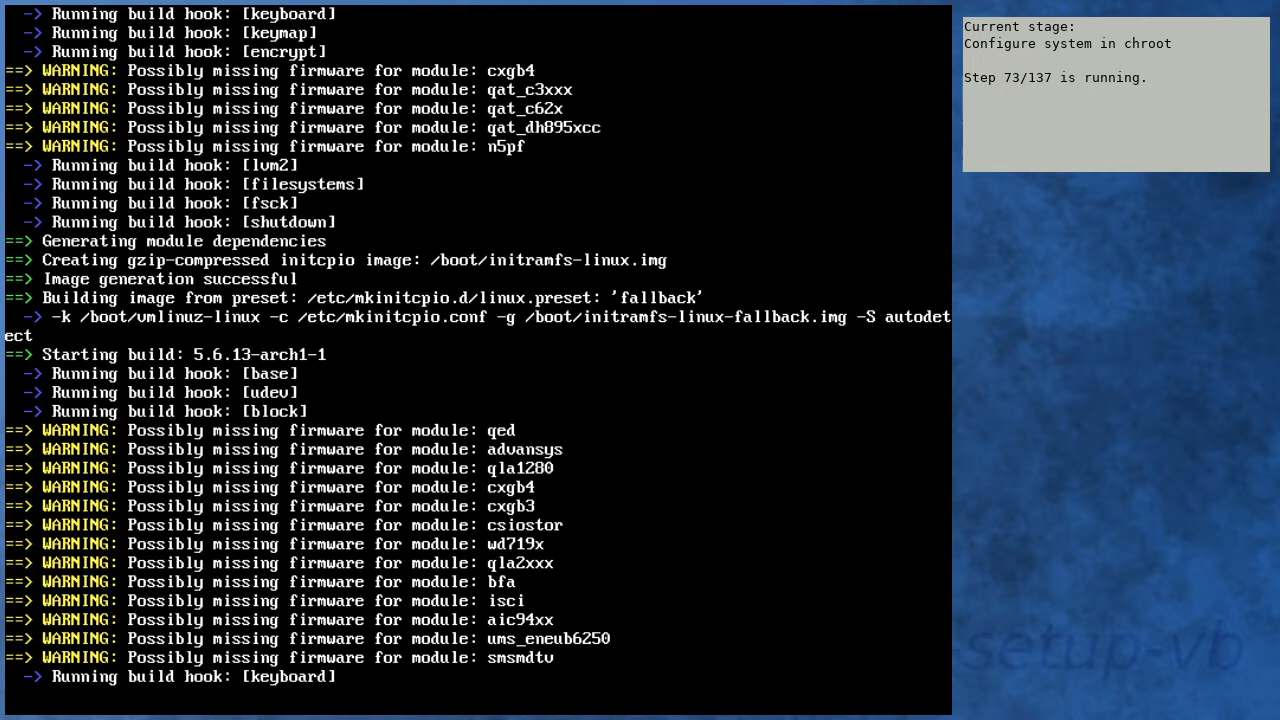 -> Running build hook: [keyboard]
-> Running build hook: [keymap]
-> Running build hook: [encrypt]
==> WARNING: Possibly missing firmware for module: cxgb4
==> WARNING: Possibly missing firmware for module: qat_c3xxx
==> WARNING: Possibly missing firmware for module: qat_c62x
==> WARNING: Possibly missing firmware for module: qat_dh895xcc
==> WARNING: Possibly missing firmware for module: n5pf
-> Running build hook: [lvm2]
-> Running build hook: [filesystems]
-> Running build hook: [fsck]
-> Running build hook: [shutdown]
==> Generating module dependencies
==> Creating gzip-compressed initcpio image: /boot/initramfs-linux.img
==> Image generation successful
==> Building image from preset: /etc/mkinitcpio.d/linux.preset: 'fallback'
-> -k /boot/vmlinuz-linux -c /etc/mkinitcpio.conf -g /boot/initramfs-linux-fallback.img -S autodet
ect
==> Starting build: 5.6.13-arch1-1
-> Running build hook: [base]
-> Running build hook: [udev]
-> Running build hook: [block]
==> WARNING: Possibly missing firmware for module: qed
==> WARNING: Possibly missing firmware for module: advansys
==> WARNING: Possibly missing firmware for module: qla1280
==> WARNING: Possibly missing firmware for module: cxgb4
==> WARNING: Possibly missing firmware for module: cxgb3
==> WARNING: Possibly missing firmware for module: csiostor
==> WARNING: Possibly missing firmware for module: wd719x
==> WARNING: Possibly missing firmware for module: qla2xxx
==> WARNING: Possibly missing firmware for module: bfa
==> WARNING: Possibly missing firmware for module: isci
==> WARNING: Possibly missing firmware for module: aic94xx
==> WARNING: Possibly missing firmware for module: ums_eneub6250
==> WARNING: Possibly missing firmware for module: smsmdtv
-> Running build hook: [keyboard]
Current stage:
Configure system in chroot
Step 73/137 is running.
setup-vb